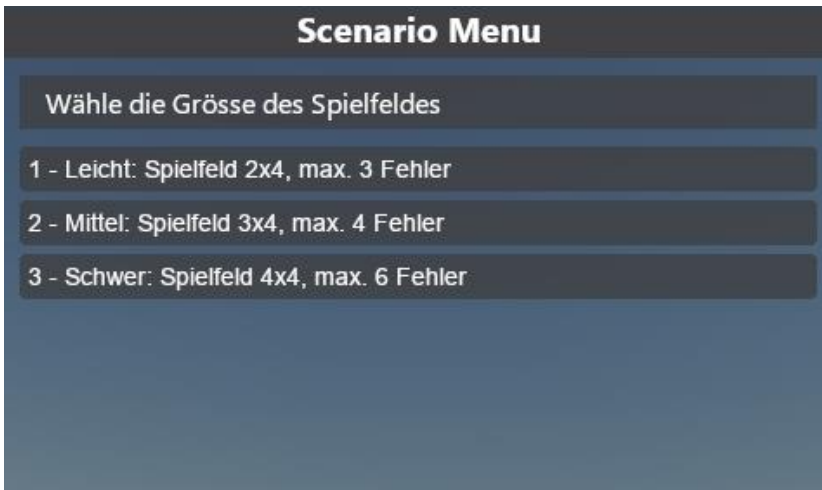 Scenario Menu
Wähle die Grösse des Spielfeldes
1 - Leicht: Spielfeld 2x4, max. 3 Fehler
2 - Mittel: Spielfeld 3x4, max. 4 Fehler
3 - Schwer: Spielfeld 4x4, max. 6 Fehler